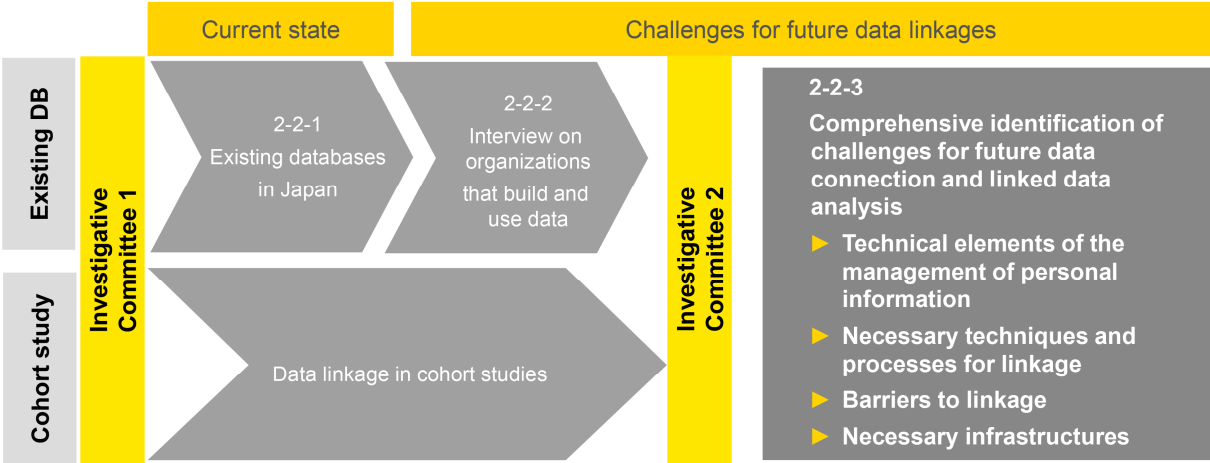 Current state
Challenges for future data linkages
Existing DB
Cohort study
Investigative
Committee 1
2-2-1
Existing databases
in Japan
2-2-2
Interview on
organizations
that build and
use data
Data linkage in cohort studies
Investigative
Committee 2
2-2-3
Comprehensive identification of
challenges for future data
connection and linked data
analysis
► Technical elements of the
management of personal
information
► Necessary techniques and
processes for linkage
► Barriers to linkage
► Necessary infrastructures